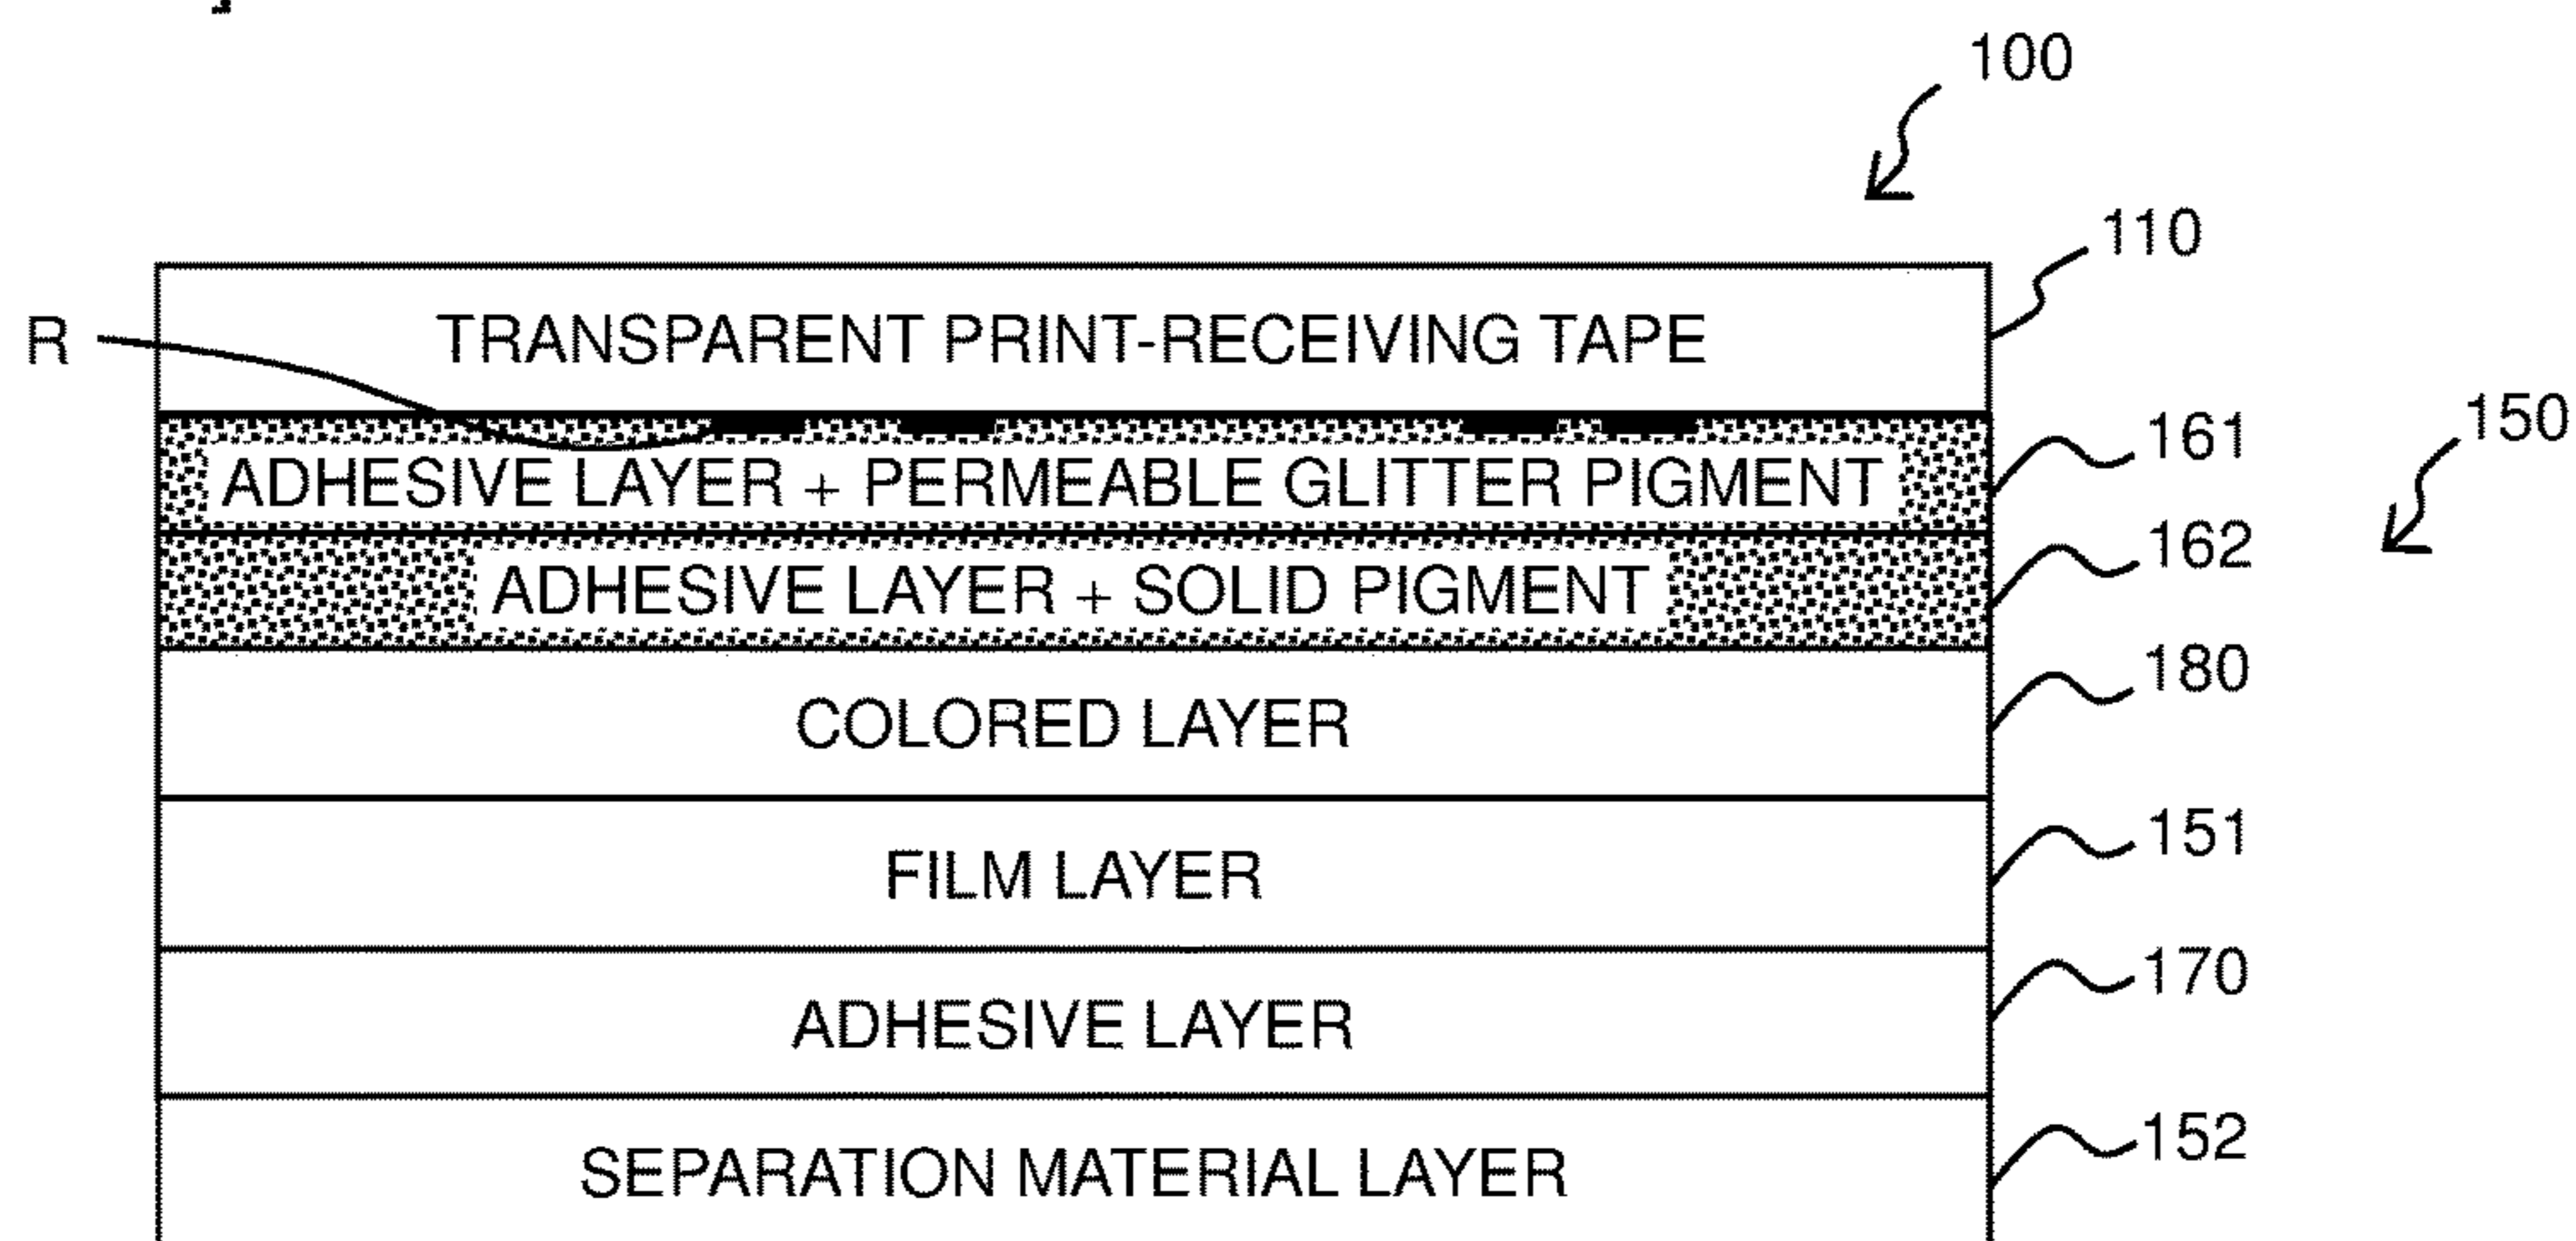 100
110
TRANSPARENT PRINT-RECEIVING TAPE
R
150
161
ADHESIVE LAYER + PERMEABLE GLITTER PIGMENT
162
ADHESIVE LAYER + SOLID PIGMENT
180
COLORED LAYER
151
FILM LAYER
170
ADHESIVE LAYER
152
SEPARATION MATERIAL LAYER